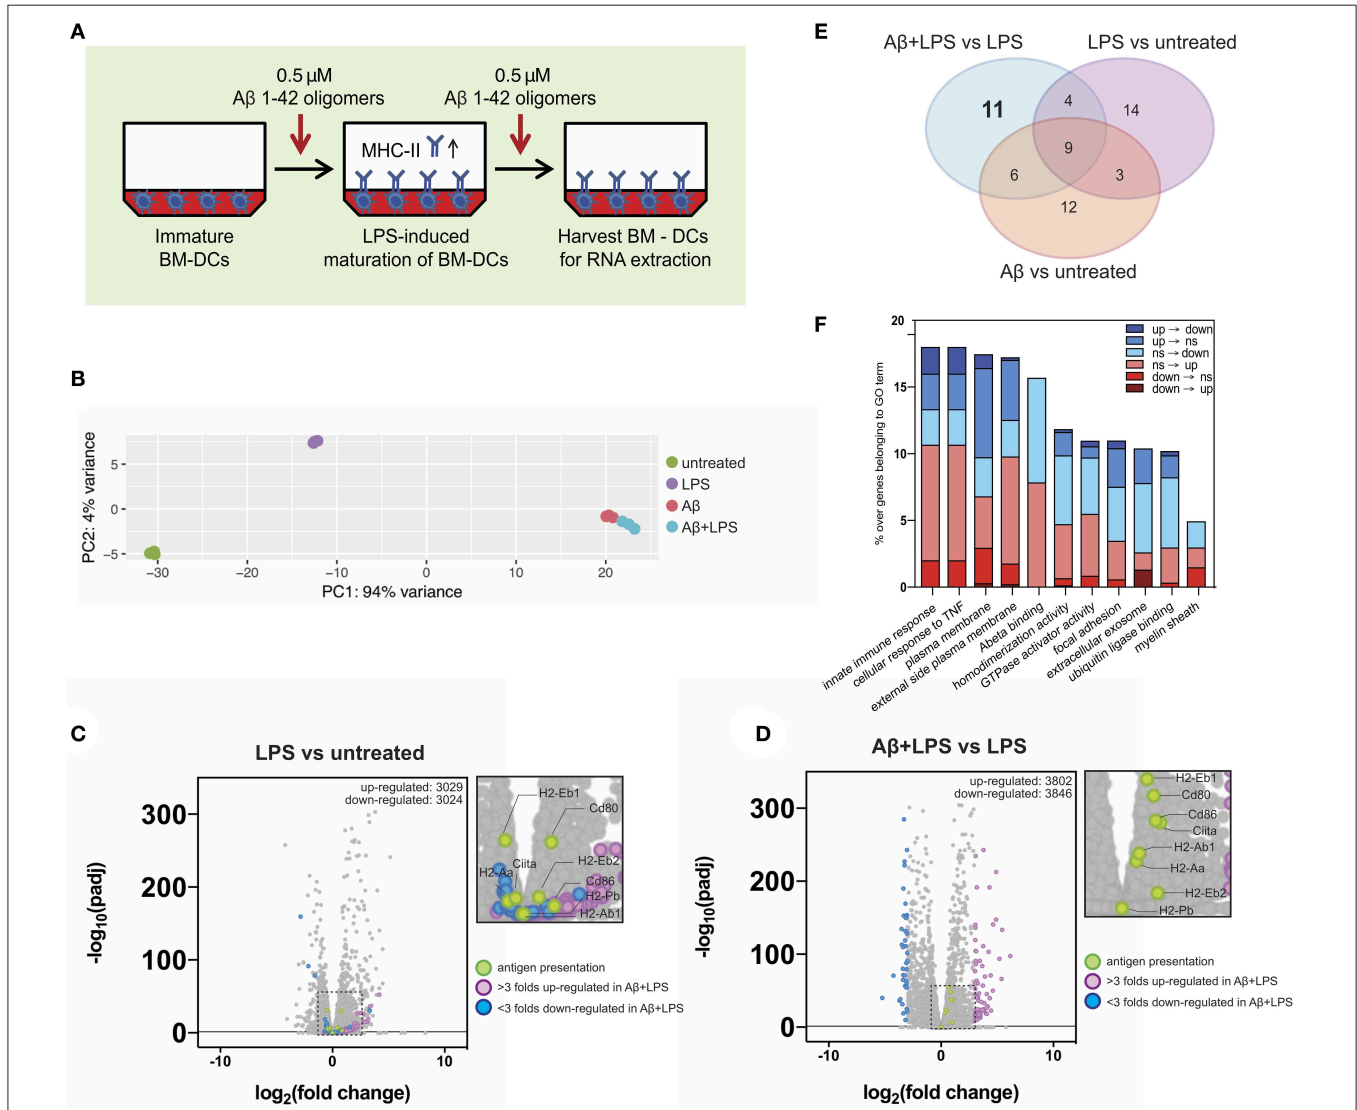 A
0.5 µM
Aβ 1-42 oligomers
0.5 µM
Aβ 1-42 oligomers
MHC-II
Immature
BM-DCs
LPS-induced
maturation of BM-DCs
Harvest BM - DCs
for RNA extraction
E
Aβ+LPS vs LPS
LPS vs untreated
11
4
14
9
6
3
12
Aβ vs untreated
B
PC2: 4% variance
5
0
−5
−30
−20
−10
0
10
20
PC1: 94% variance
untreated
LPS
Aβ
Aβ+LPS
F
% over genes belonging to GO term
20
15
10
5
0
up → down
up → ns
ns → down
ns → up
down → ns
down → up
innate immune response
cellular response to TNF
plasma membrane
external side plasma membrane
Abeta binding
homodimerization activity
GTPase activator activity
focal adhesion
extracellular exosome
ubiquitin ligase binding
myelin sheath
C
LPS vs untreated
up-regulated: 3029
down-regulated: 3024
-log10(padj)
300
200
100
0
-10
0
10
log2(fold change)
H2-Eb1
Cd80
Ciita
H2-Aa
H2-Eb2
Cd86
H2-Pb
H2-Ab1
antigen presentation
>3 folds up-regulated in Aβ+LPS
<3 folds down-regulated in Aβ+LPS
D
Aβ+LPS vs LPS
up-regulated: 3802
down-regulated: 3846
-log10(padj)
300
200
100
0
-10
0
10
log2(fold change)
H2-Eb1
Cd80
Cd86
Ciita
H2-Ab1
H2-Aa
H2-Eb2
H2-Pb
antigen presentation
>3 folds up-regulated in Aβ+LPS
<3 folds down-regulated in Aβ+LPS